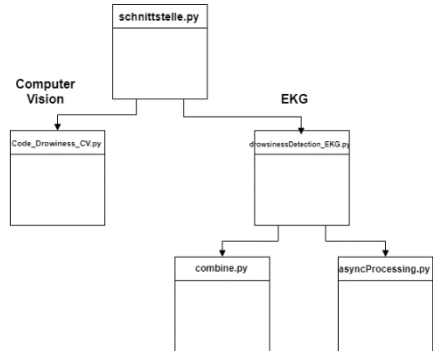 schnittstelle.py
Computer
Vision
EKG
Code_Drowiness_CV.py
drowsinessDetection_EKG.py
combine.py
asyncProcessing.py